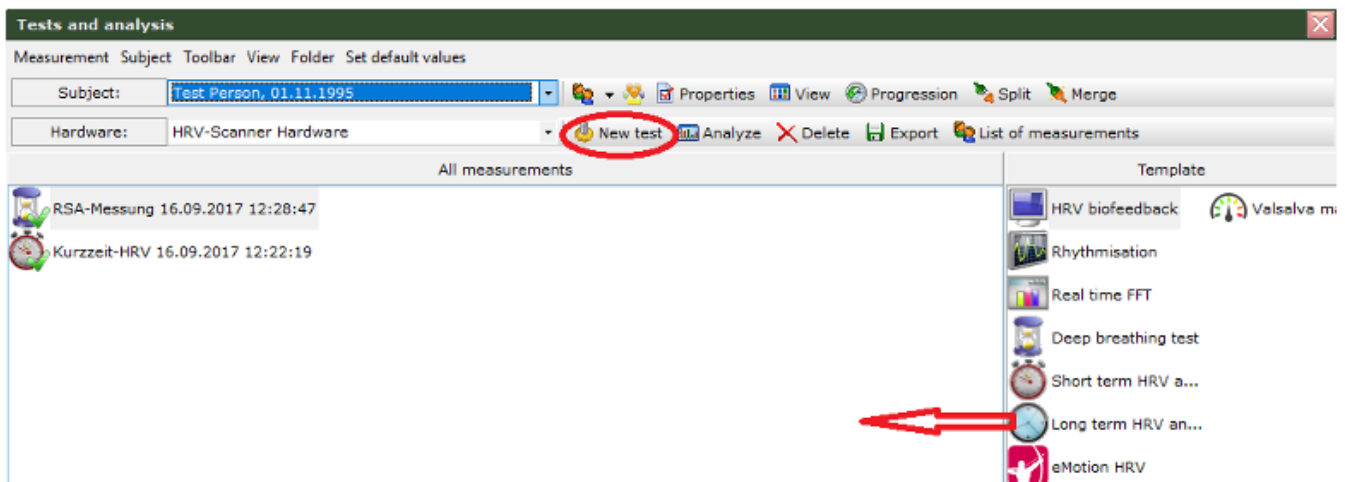 Tests and analysis
Measurement Subject Toolbar View Folder Set default values
Subject: Test Person, 01.11.1995 Properties View Progression Split Merge
Hardware: HRV-Scanner Hardware New test Analyze Delete Export List of measurements
All measurements Template
RSA-Messung 16.09.2017 12:28:47 HRV biofeedback Valsalva
Kurzzeit-HRV 16.09.2017 12:22:19 Rhythmisation
Real time FFT
Deep breathing test
Short term HRV a...
Long term HRV an...
eMotion HRV